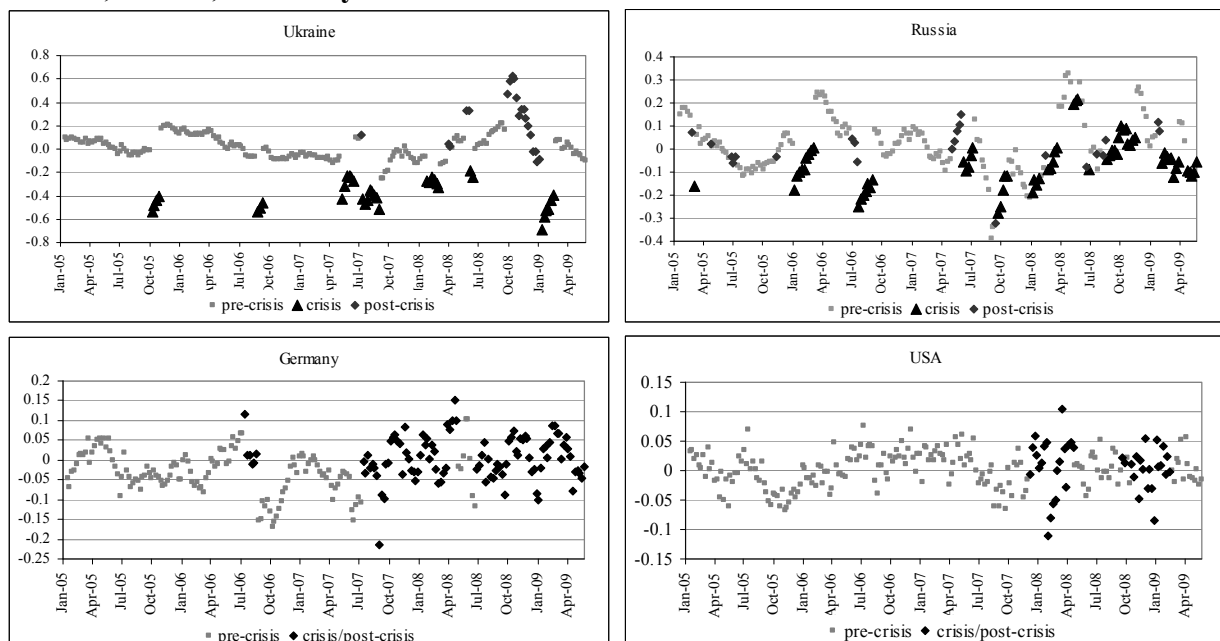 Ukraine
0.8
0.6
0.4
0.2
0.0
-0.2
-0.4
-0.6
-0.8
Jan-05
Apr-05
Jul-05
Oct-05
Jan-06
Apr-06
Jul-06
Oct-06
Jan-07
Apr-07
Jul-07
Oct-07
Jan-08
Apr-08
Jul-08
Oct-08
Jan-09
Apr-09
pre-crisis crisis post-crisis
Russia
0.4
0.3
0.2
0.1
0
-0.1
-0.2
-0.3
-0.4
Jan-05
Apr-05
Jul-05
Oct-05
Jan-06
Apr-06
Jul-06
Oct-06
Jan-07
Apr-07
Jul-07
Oct-07
Jan-08
Apr-08
Jul-08
Oct-08
Jan-09
Apr-09
pre-crisis crisis post-crisis
Germany
0.2
0.15
0.1
0.05
0
-0.05
-0.1
-0.15
-0.2
-0.25
Jan-05
Apr-05
Jul-05
Oct-05
Jan-06
Apr-06
Jul-06
Oct-06
Jan-07
Apr-07
Jul-07
Oct-07
Jan-08
Apr-08
Jul-08
Oct-08
Jan-09
Apr-09
pre-crisis crisis/post-crisis
USA
0.15
0.1
0.05
0
-0.05
-0.1
-0.15
Jan-05
Apr-05
Jul-05
Oct-05
Jan-06
Apr-06
Jul-06
Oct-06
Jan-07
Apr-07
Jul-07
Oct-07
Jan-08
Apr-08
Jul-08
Oct-08
Jan-09
Apr-09
pre-crisis crisis/post-crisis